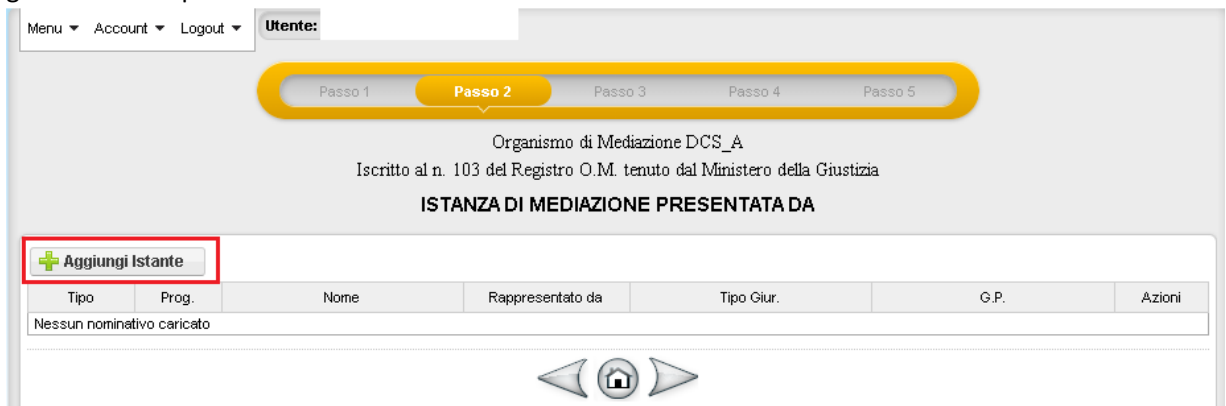 Menu Account Logout Utente:
Passo 1 Passo 2 Passo 3 Passo 4 Passo 5
Organismo di Mediazione DCS_A
Iscritto al n. 103 del Registro O.M. tenuto dal Ministero della Giustizia
ISTANZA DI MEDIAZIONE PRESENTATA DA
Aggiungi Istante
Tipo Prog. Nome Rappresentato da Tipo Giur. G.P. Azioni
Nessun nominativo caricato